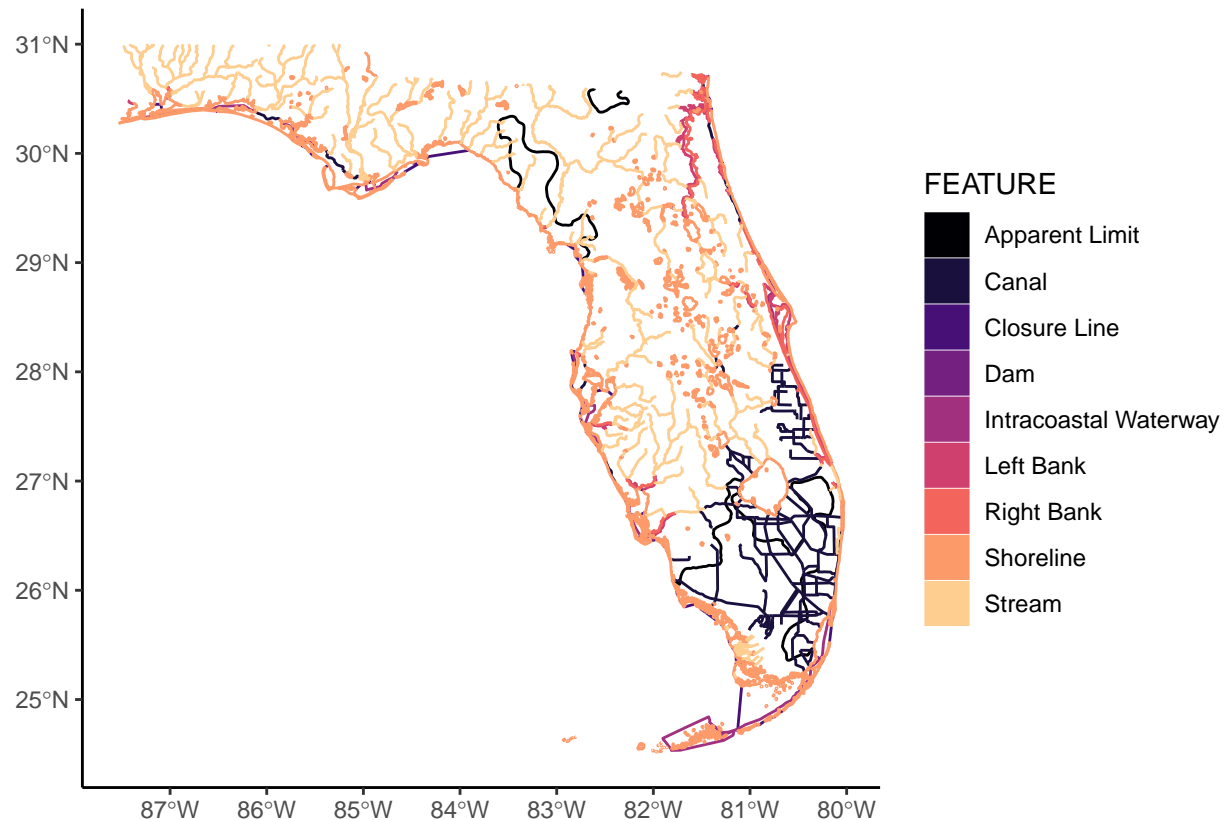 31°N
30°N
29°N
28°N
27°N
26°N
25°N
87°W 86°W 85°W 84°W 83°W 82°W 81°W 80°W
FEATURE
Apparent Limit
Canal
Closure Line
Dam
Intracoastal Waterway
Left Bank
Right Bank
Shoreline
Stream